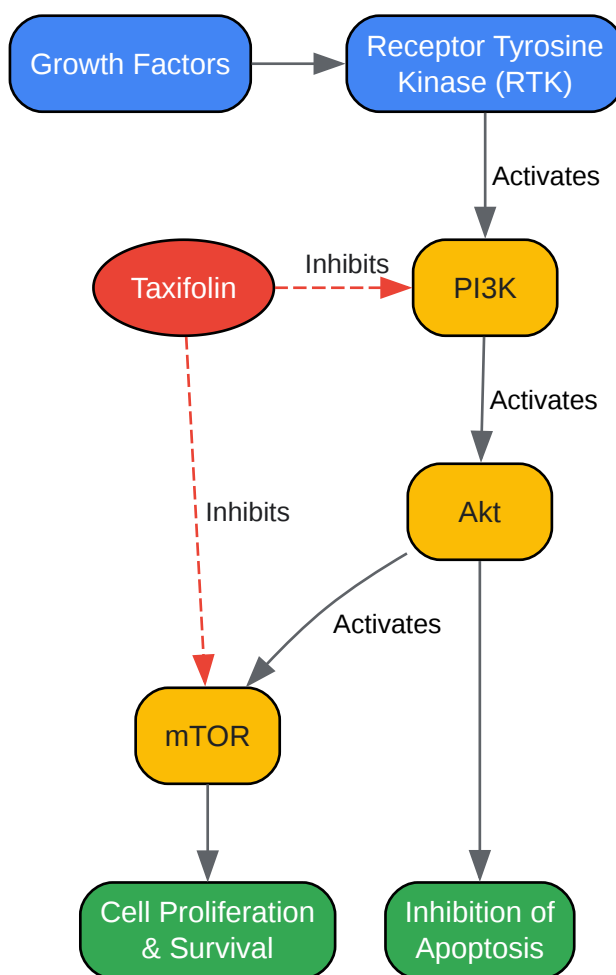 Growth Factors
Receptor Tyrosine
Kinase (RTK)
Activates
Inhibits
Taxifolin
PI3K
Activates
Akt
Inhibits
Activates
mTOR
Cell Proliferation
& Survival
Inhibition of
Apoptosis